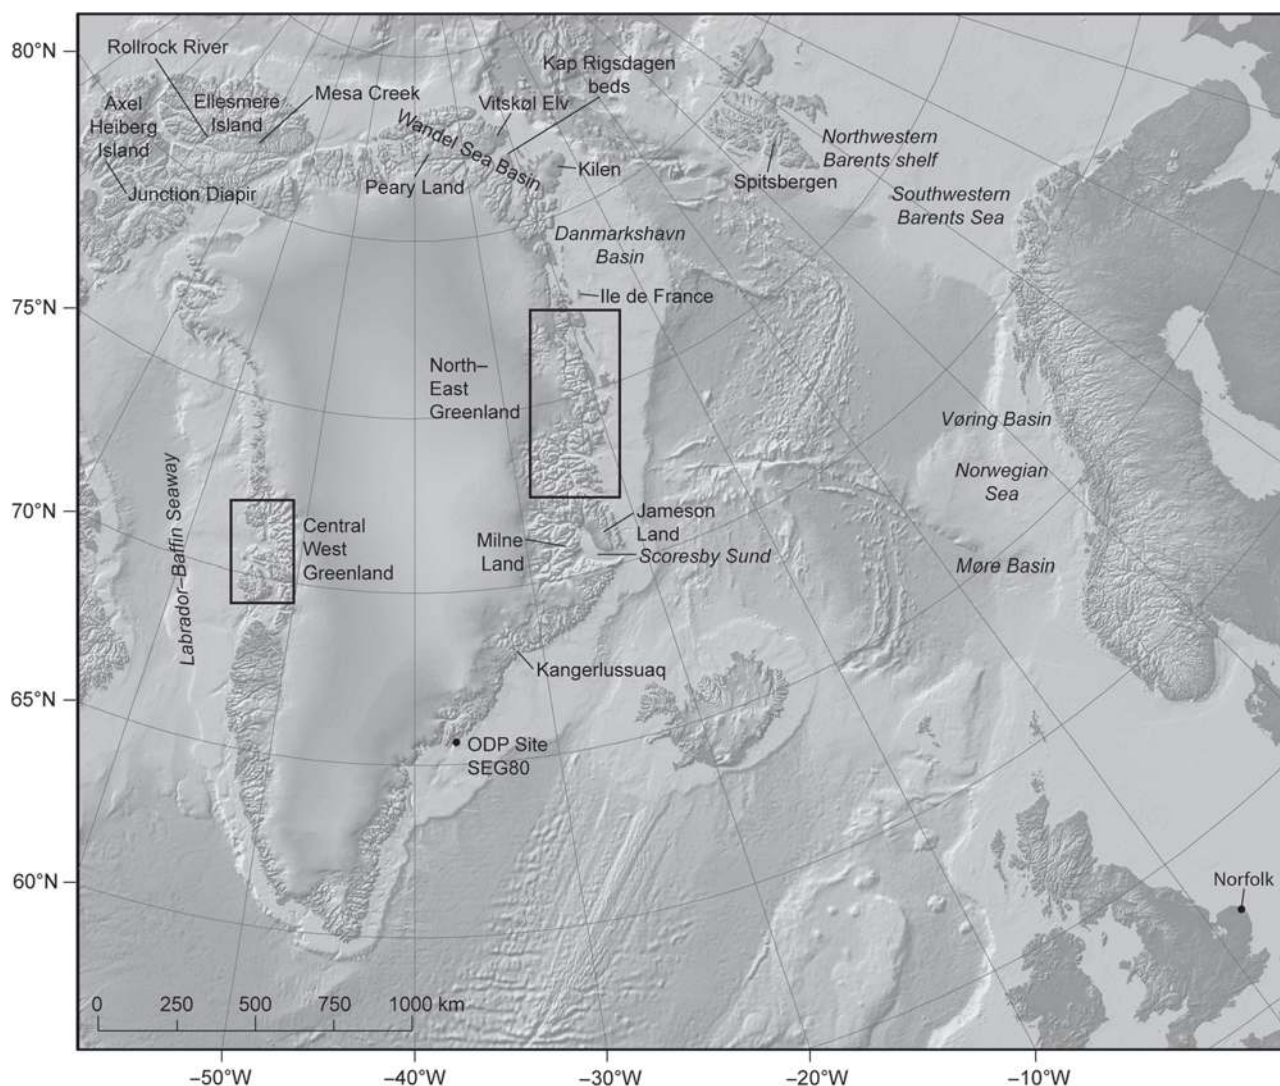 80°N
Rollrock River
Axel
Heiberg
Island
Ellesmere
Island
Mesa Creek
Junction Diapir
Wandel Sea Basin
Vitskøl Elv
Kap Rigsdagen
beds
Peary Land
Kilen
Spitsbergen
Northwestern
Barents shelf
Southwestern
Barents Sea
Danmarkshavn
Basin
Ile de France
75°N
North–
East
Greenland
Vøring Basin
Norwegian
Sea
Møre Basin
70°N
Labrador–Baffin Seaway
Central
West
Greenland
Milne
Land
Jameson
Land
Scoresby Sund
Kangerlussuaq
65°N
ODP Site
SEG80
60°N
Norfolk
0 250 500 750 1000 km
–50°W –40°W –30°W –20°W –10°W